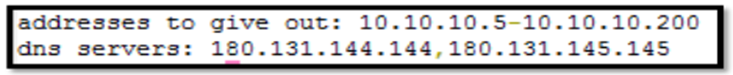 addresses to give out: 10.10.10.5-10.10.10.200
dns servers: 180.131.144.144,180.131.145.145